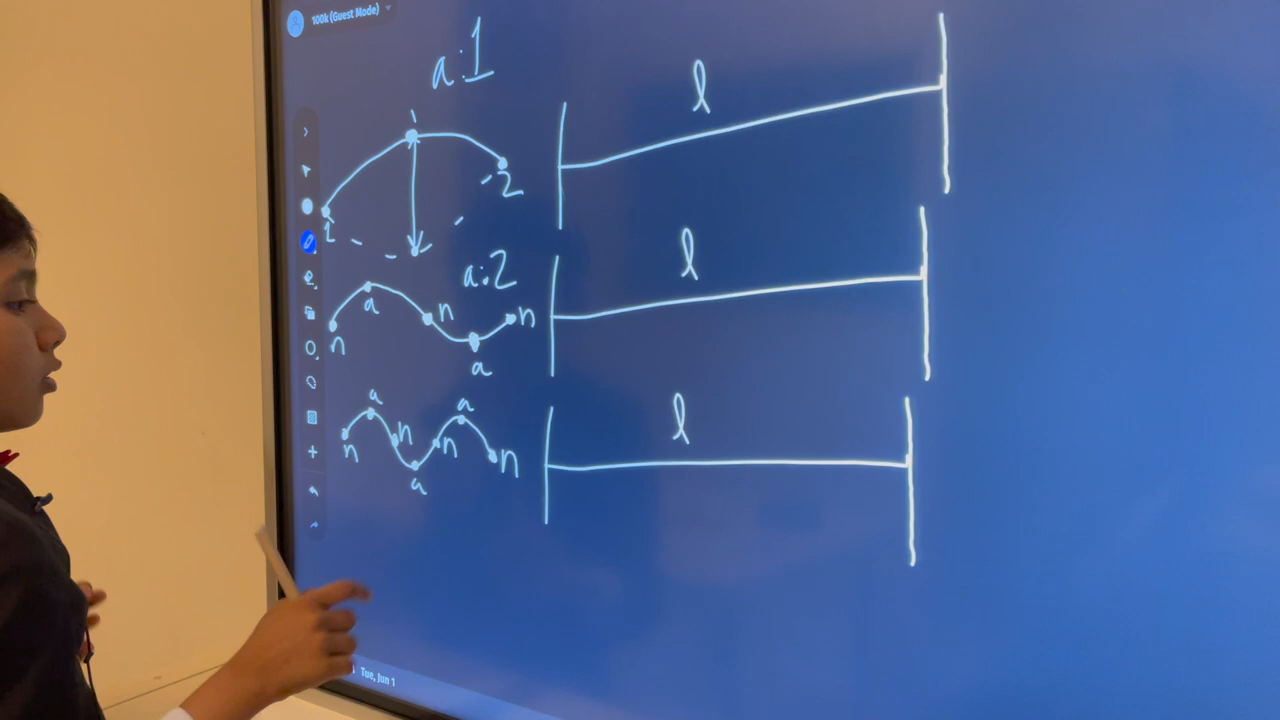 100k (Guest Mode)
a:1
l
1
2
a:2
l
n a n a n
l
n a n a n a n
Tue, Jun 1